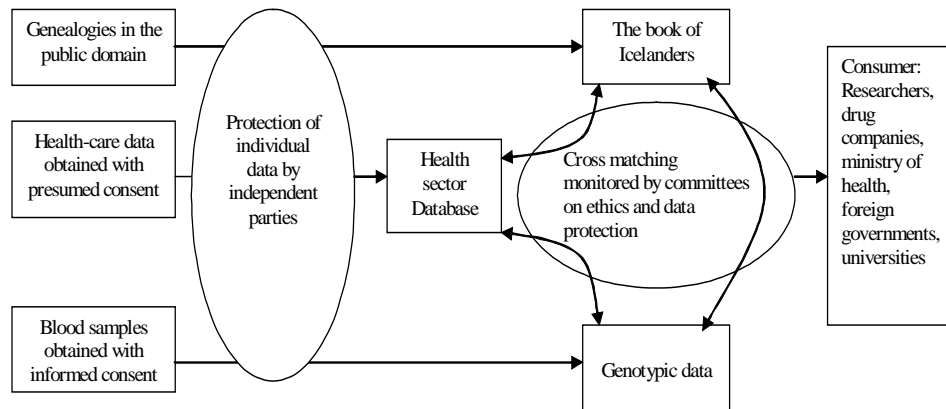 Genealogies in the
public domain
Health-care data
obtained with
presumed consent
Blood samples
obtained with
informed consent
Protection of
individual data by
independent
parties
Health
sector
Database
The book of
Icelanders
Cross matching
monitored by committees
on ethics and data
protection
Genotypic data
Consumer:
Researchers,
drug
companies,
ministry of
health,
foreign
governments,
universities